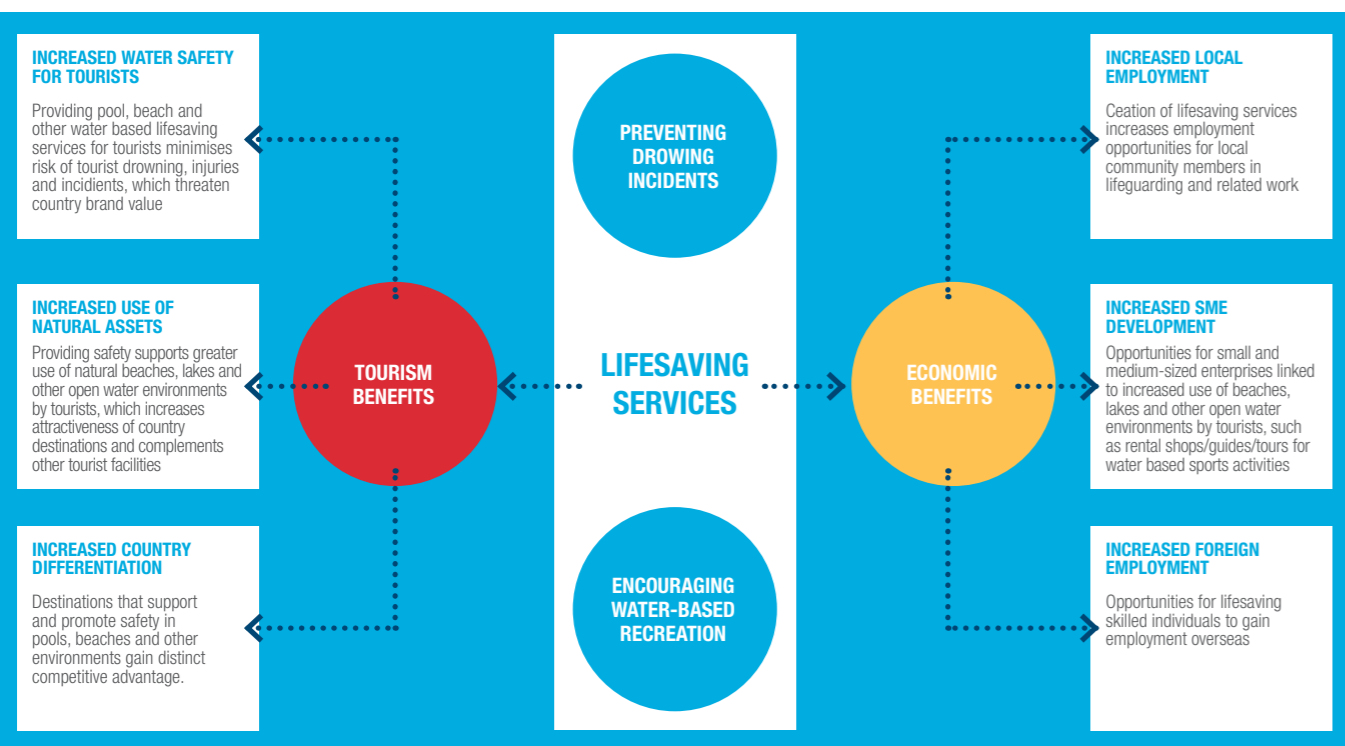 INCREASED WATER SAFETY
FOR TOURISTS
Providing pool, beach and
other water based lifesaving
services for tourists minimises
risk of tourist drowning, injuries
and incidents, which threaten
country brand value
INCREASED USE OF
NATURAL ASSETS
Providing safety supports greater
use of natural beaches, lakes and
other open water environments
by tourists, which increases
attractiveness of country
destinations and complements
other tourist facilities
INCREASED COUNTRY
DIFFERENTIATION
Destinations that support
and promote safety in
pools, beaches and other
environments gain distinct
competitive advantage.
TOURISM
BENEFITS
PREVENTING
DROWING
INCIDENTS
LIFESAVING
SERVICES
ENCOURAGING
WATER-BASED
RECREATION
ECONOMIC
BENEFITS
INCREASED LOCAL
EMPLOYMENT
Ceation of lifesaving services
increases employment
opportunities for local
community members in
lifeguarding and related work
INCREASED SME
DEVELOPMENT
Opportunities for small and
medium-sized enterprises linked
to increased use of beaches,
lakes and other open water
environments by tourists, such
as rental shops/guides/tours for
water based sports activities
INCREASED FOREIGN
EMPLOYMENT
Opportunities for lifesaving
skilled individuals to gain
employment overseas